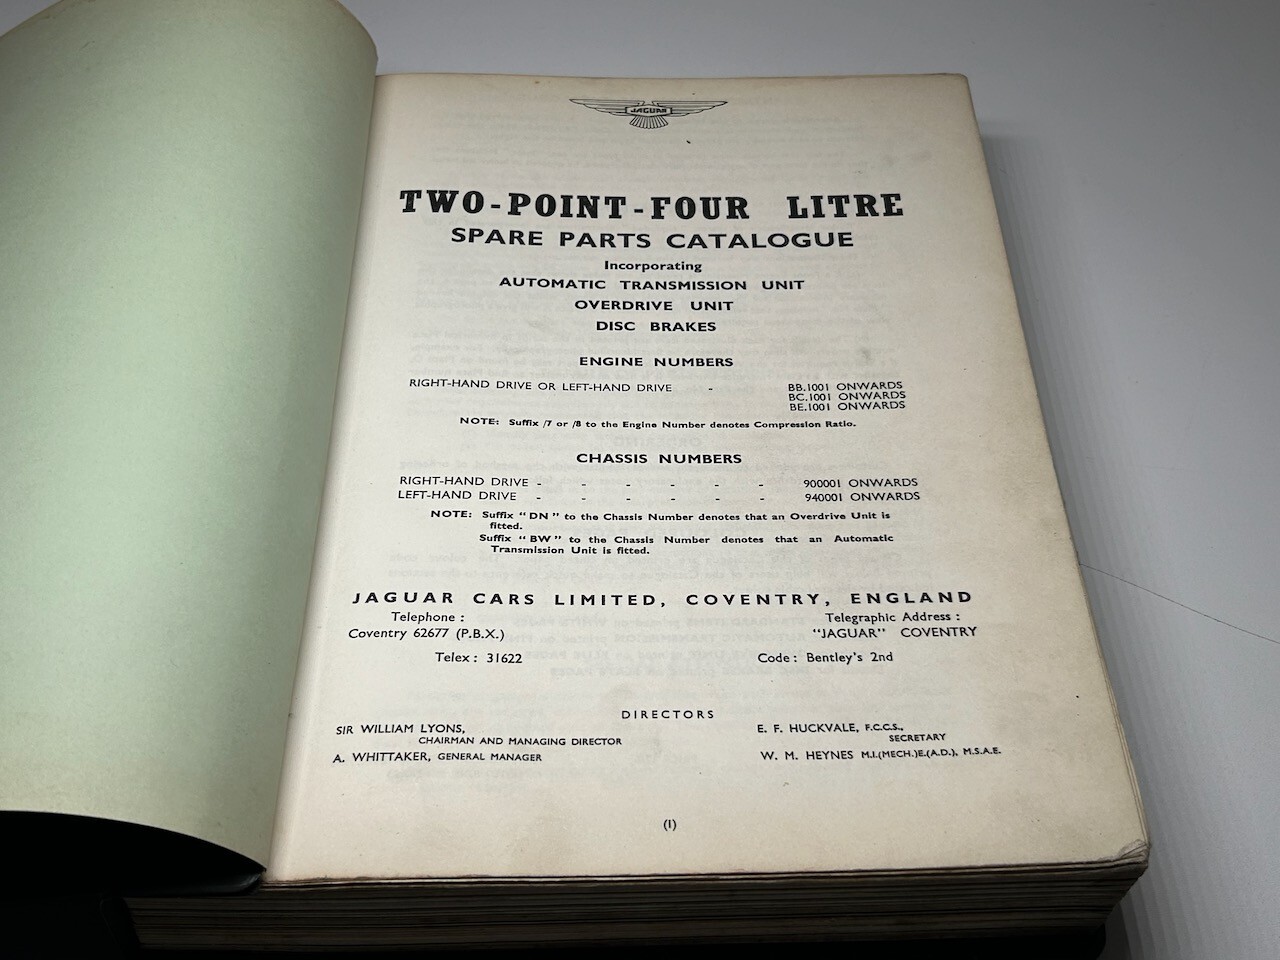 JAGUAR
TWO-POINT-FOUR LITRE
SPARE PARTS CATALOGUE
Incorporating
AUTOMATIC TRANSMISSION UNIT
OVERDRIVE UNIT
DISC BRAKES
ENGINE NUMBERS
RIGHT-HAND DRIVE OR LEFT-HAND DRIVE - BB.1001 ONWARDS
BC.1001 ONWARDS
BE.1001 ONWARDS
NOTE: Suffix /7 or /8 to the Engine Number denotes Compression Ratio.
CHASSIS NUMBERS
RIGHT-HAND DRIVE - - - - - - 900001 ONWARDS
LEFT-HAND DRIVE - - - - - - 940001 ONWARDS
NOTE: Suffix "DN" to the Chassis Number denotes that an Overdrive Unit is
fitted.
Suffix "BW" to the Chassis Number denotes that an Automatic
Transmission Unit is fitted.
JAGUAR CARS LIMITED, COVENTRY, ENGLAND
Telephone : Telegraphic Address :
Coventry 62677 (P.B.X.) "JAGUAR" COVENTRY
Telex : 31622 Code : Bentley's 2nd
DIRECTORS
SIR WILLIAM LYONS, E. F. HUCKVALE, F.C.C.S.,
CHAIRMAN AND MANAGING DIRECTOR SECRETARY
A. WHITTAKER, GENERAL MANAGER W. M. HEYNES M.I.(MECH.)E.(A.D.), M.S.A.E.
(1)